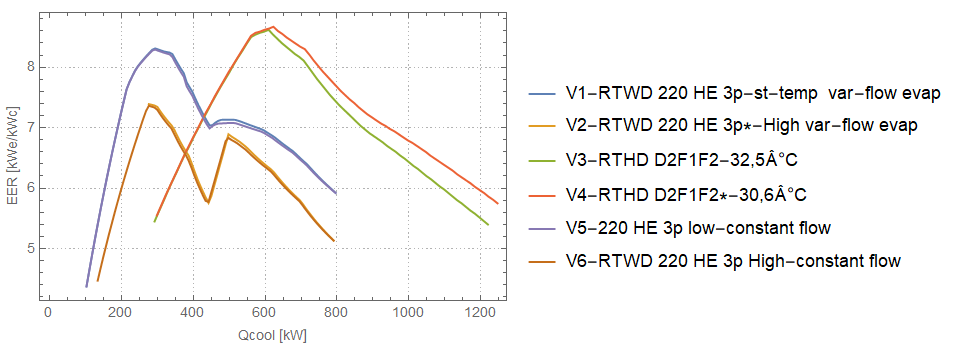 EER [kWe/kWc]
8
7
6
5
0
200
400
600
800
1000
1200
Qcool [kW]
V1-RTWD 220 HE 3p-st-temp var-flow evap
V2-RTWD 220 HE 3p*-High var-flow evap
V3-RTHD D2F1F2-32,5Â°C
V4-RTHD D2F1F2*-30,6Â°C
V5-220 HE 3p low-constant flow
V6-RTWD 220 HE 3p High-constant flow